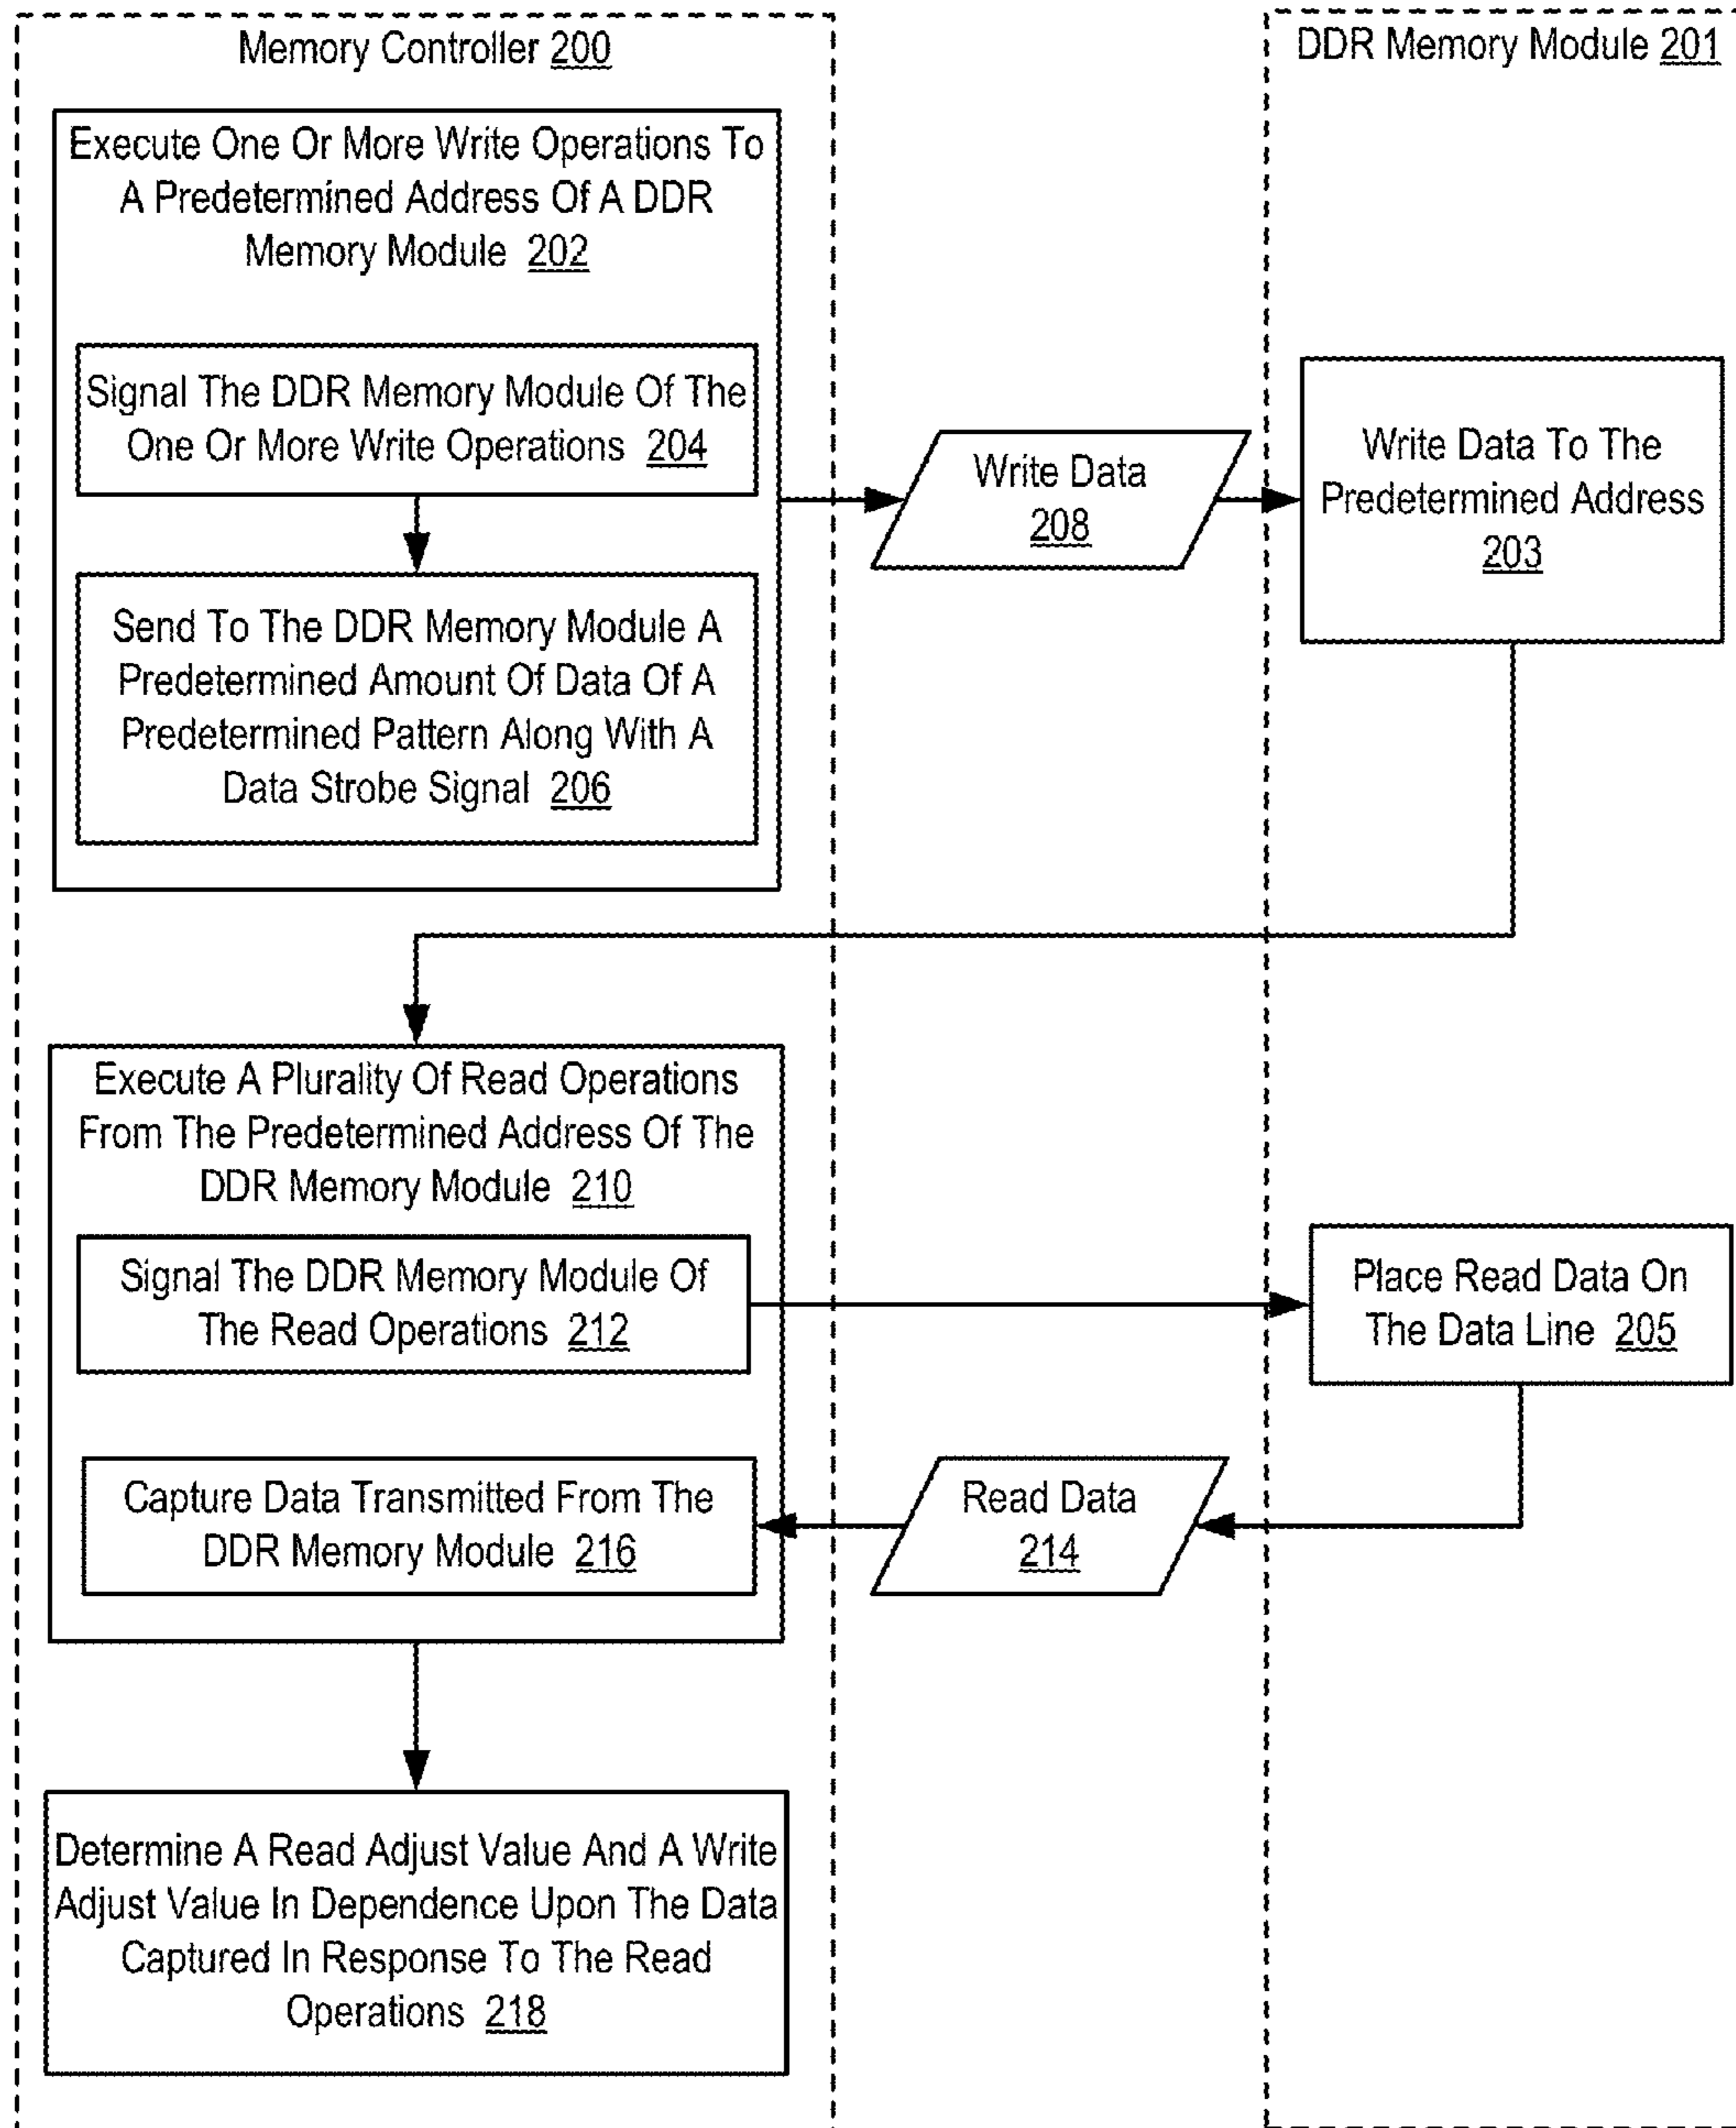 Memory Controller 200
DDR Memory Module 201
Execute One Or More Write Operations To
A Predetermined Address Of A DDR
Memory Module 202
Signal The DDR Memory Module Of The
One Or More Write Operations 204
Write Data
208
Write Data To The
Predetermined Address
203
Send To The DDR Memory Module A
Predetermined Amount Of Data Of A
Predetermined Pattern Along With A
Data Strobe Signal 206
Execute A Plurality Of Read Operations
From The Predetermined Address Of The
DDR Memory Module 210
Signal The DDR Memory Module Of
The Read Operations 212
Place Read Data On
The Data Line 205
Capture Data Transmitted From The
DDR Memory Module 216
Read Data
214
Determine A Read Adjust Value And A Write
Adjust Value In Dependence Upon The Data
Captured In Response To The Read
Operations 218